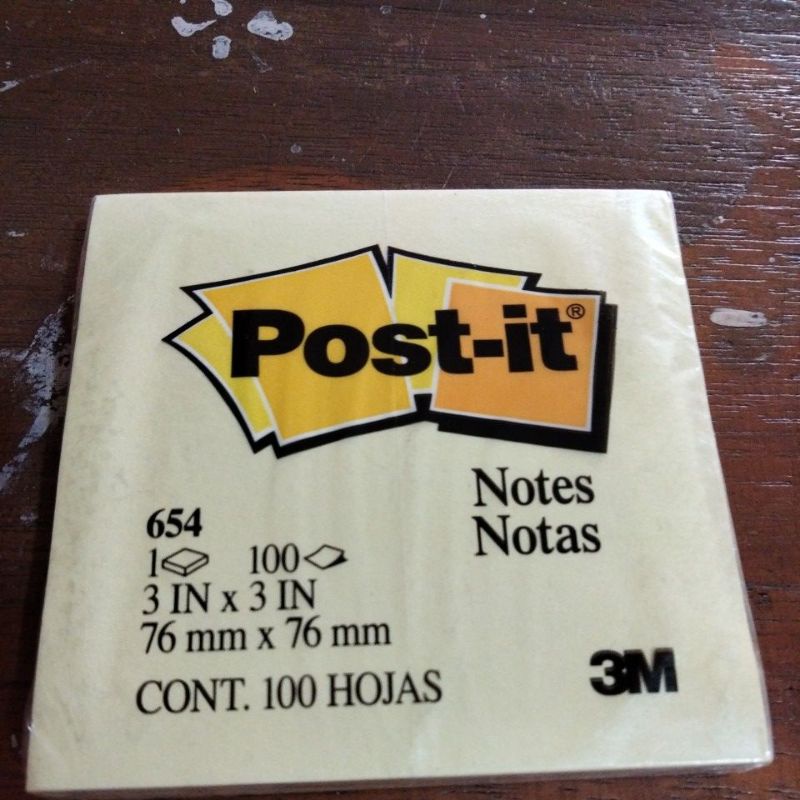 Post-it®
Notes
Notas
654
1 100
3 IN x 3 IN
76 mm x 76 mm
CONT. 100 HOJAS
3M